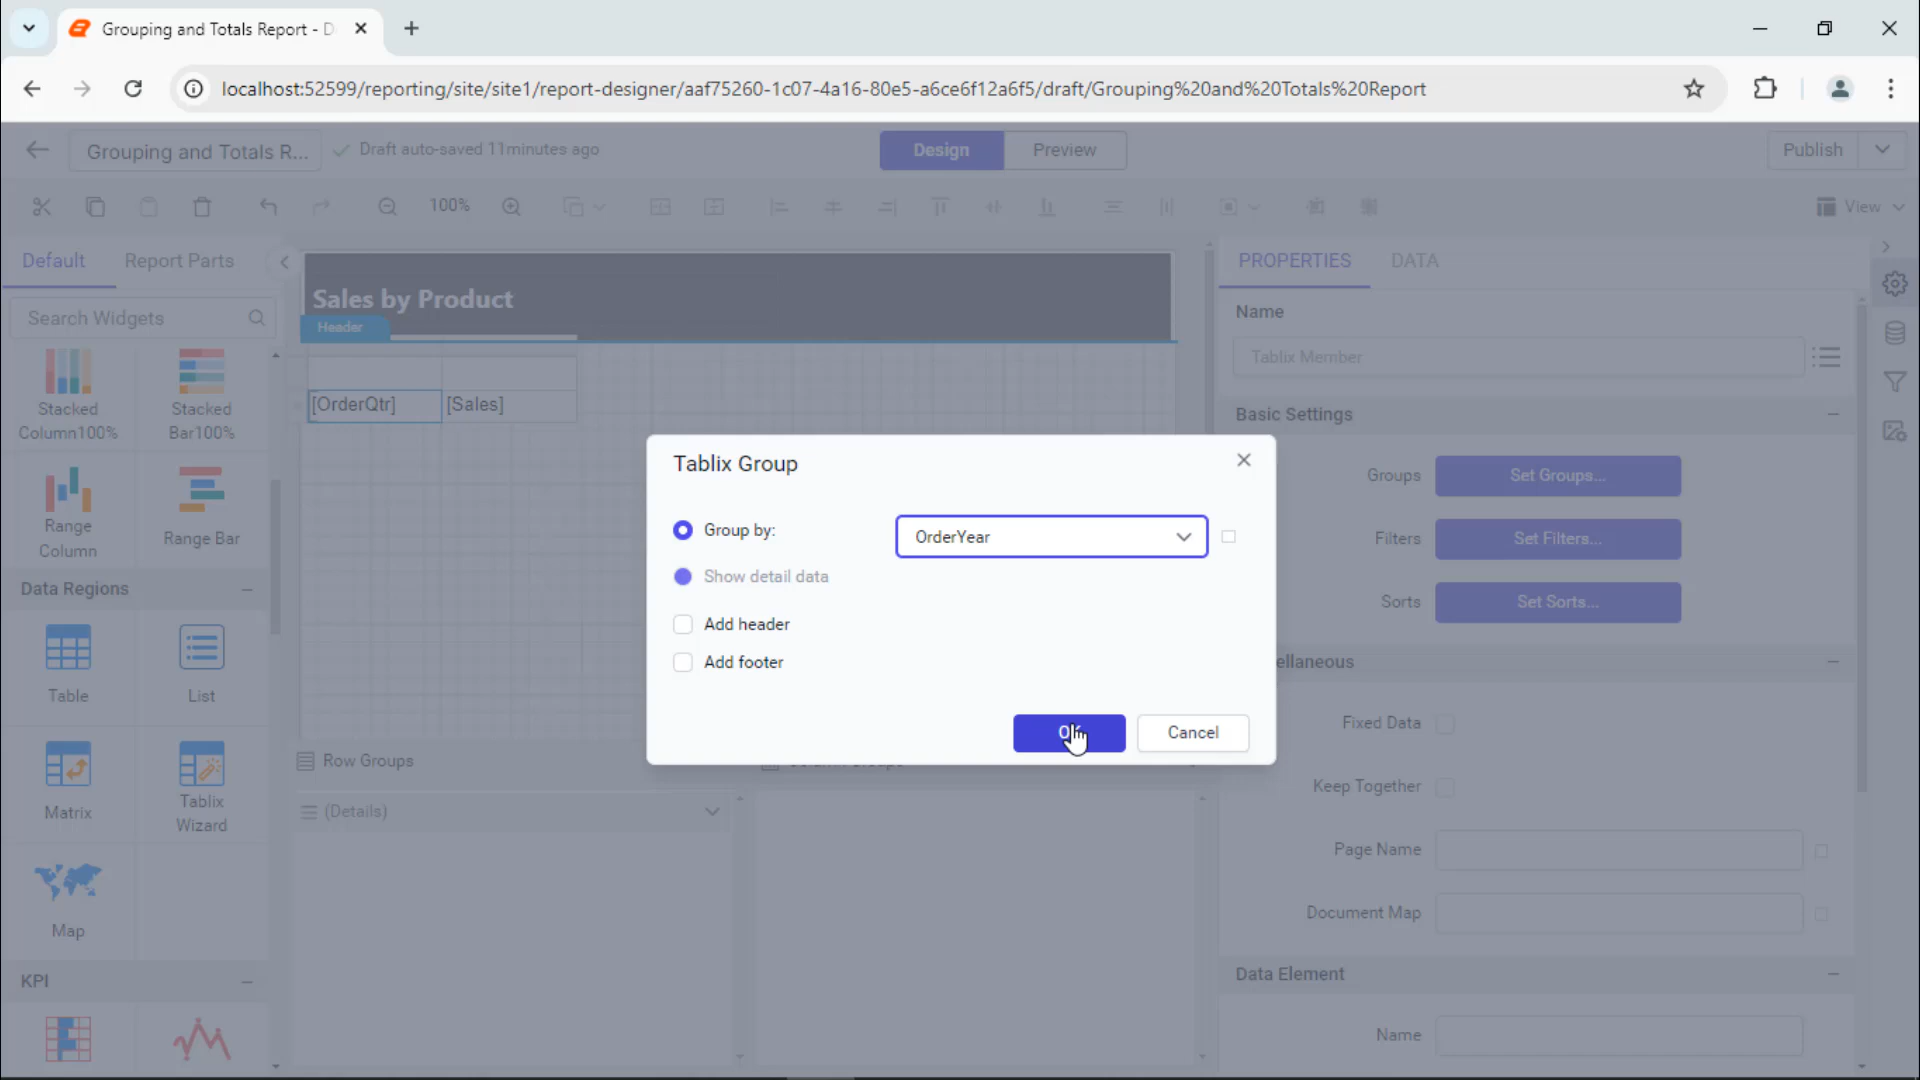 Grouping and Totals Report - D
localhost:52599/reporting/site/site1/report-designer/aaf75260-1c07-4a16-80e5-a6ce6f12a6f5/draft/Grouping%20and%20Totals%20Report
Grouping and Totals R...
Draft auto-saved 11minutes ago
Design
Preview
Publish
100%
View
Default
Report Parts
Search Widgets
Stacked
Column100%
Stacked
Bar100%
Range
Column
Range Bar
Data Regions
Table
List
Matrix
Tablix
Wizard
Map
KPI
Sales by Product
Header
[OrderQtr]
[Sales]
Row Groups
(Details)
Tablix Group
Group by:
OrderYear
Show detail data
Add header
Add footer
Cancel
PROPERTIES
DATA
Name
Tablix Member
Basic Settings
Groups
Set Groups...
Filters
Set Filters...
Sorts
Set Sorts...
ellaneous
Fixed Data
Keep Together
Page Name
Document Map
Data Element
Name